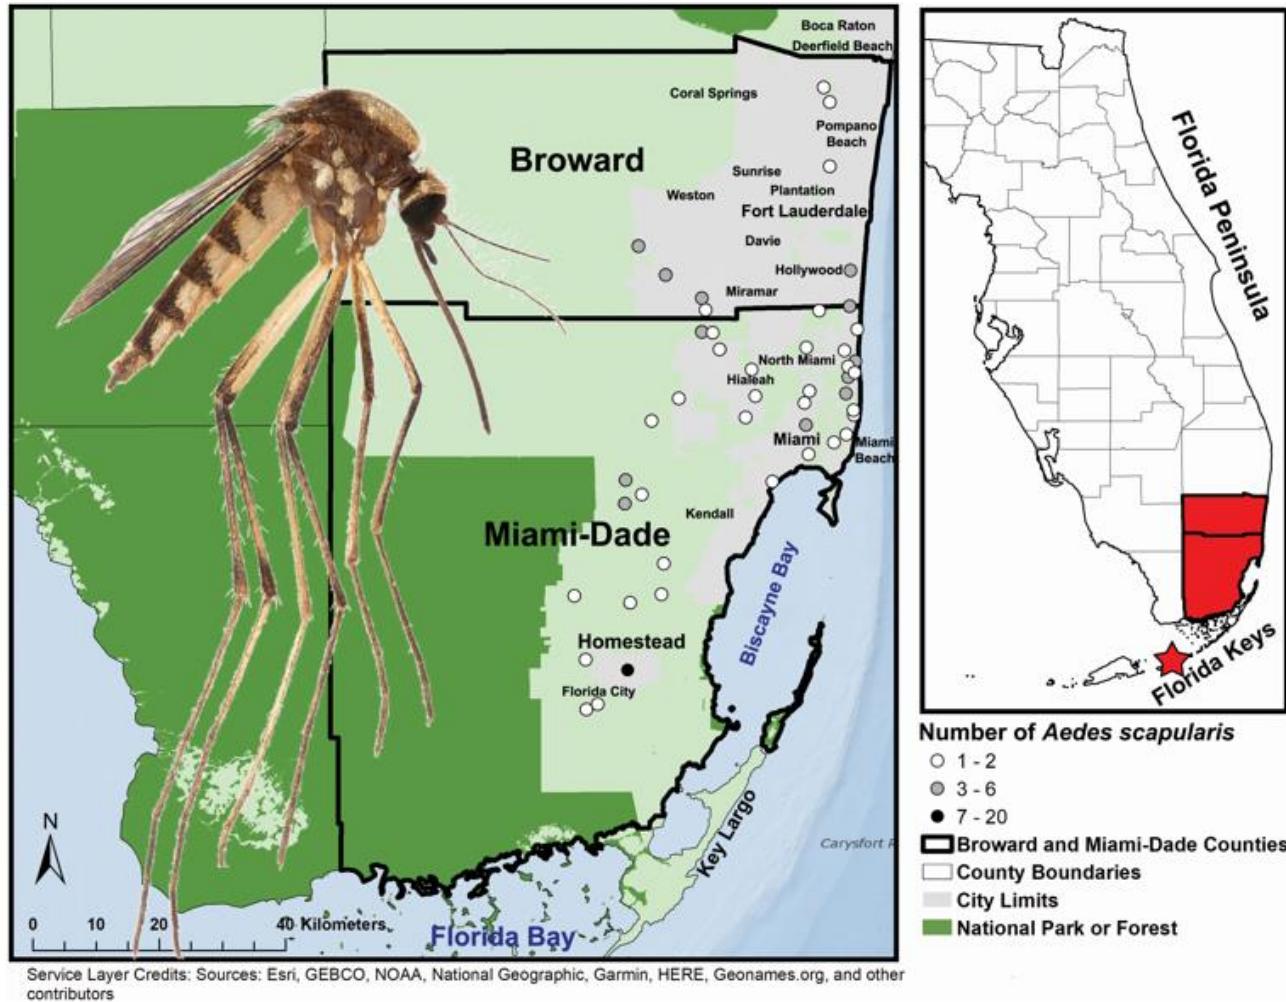 Boca Raton
Deerfield Beach
Coral Springs
Pompano
Beach
Broward
Sunrise
Plantation
Weston
Fort Lauderdale
Davie
Hollywood
Miramar
North Miami
Hialeah
Miami
Miami
Beach
Kendall
Miami-Dade
Biscayne Bay
Homestead
Florida City
Key Largo
Carysfort
N
0 10 20 40 Kilometers
Florida Bay
Service Layer Credits: Sources: Esri, GEBCO, NOAA, National Geographic, Garmin, HERE, Geonames.org, and other
contributors
Florida Peninsula
Florida Keys
Number of Aedes scapularis
1 - 2
3 - 6
7 - 20
Broward and Miami-Dade Counties
County Boundaries
City Limits
National Park or Forest